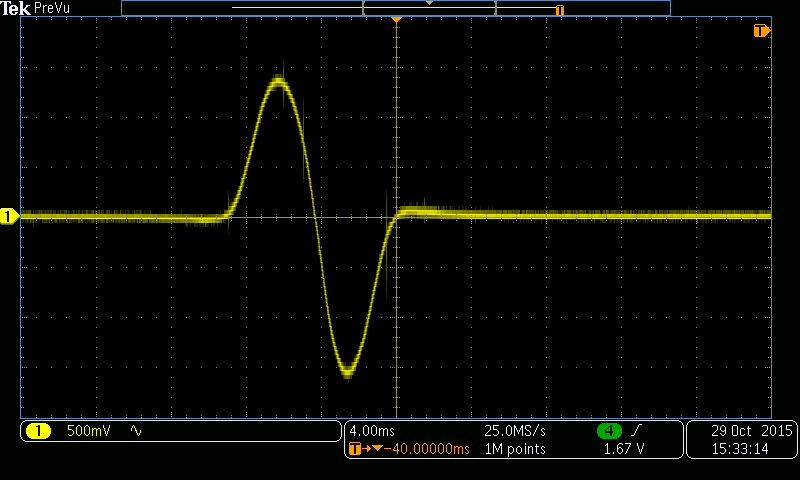 Tek PreVu
T
T
1
1 500mV
4.00ms 25.0MS/s 4
T→▼−40.00000ms 1M points 1.67 V
29 Oct 2015
15:33:14